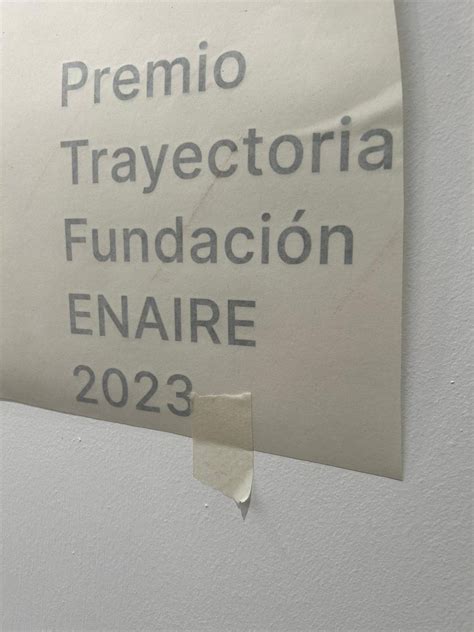 Premio
Trayectoria
Fundación
ENAIRE
2023